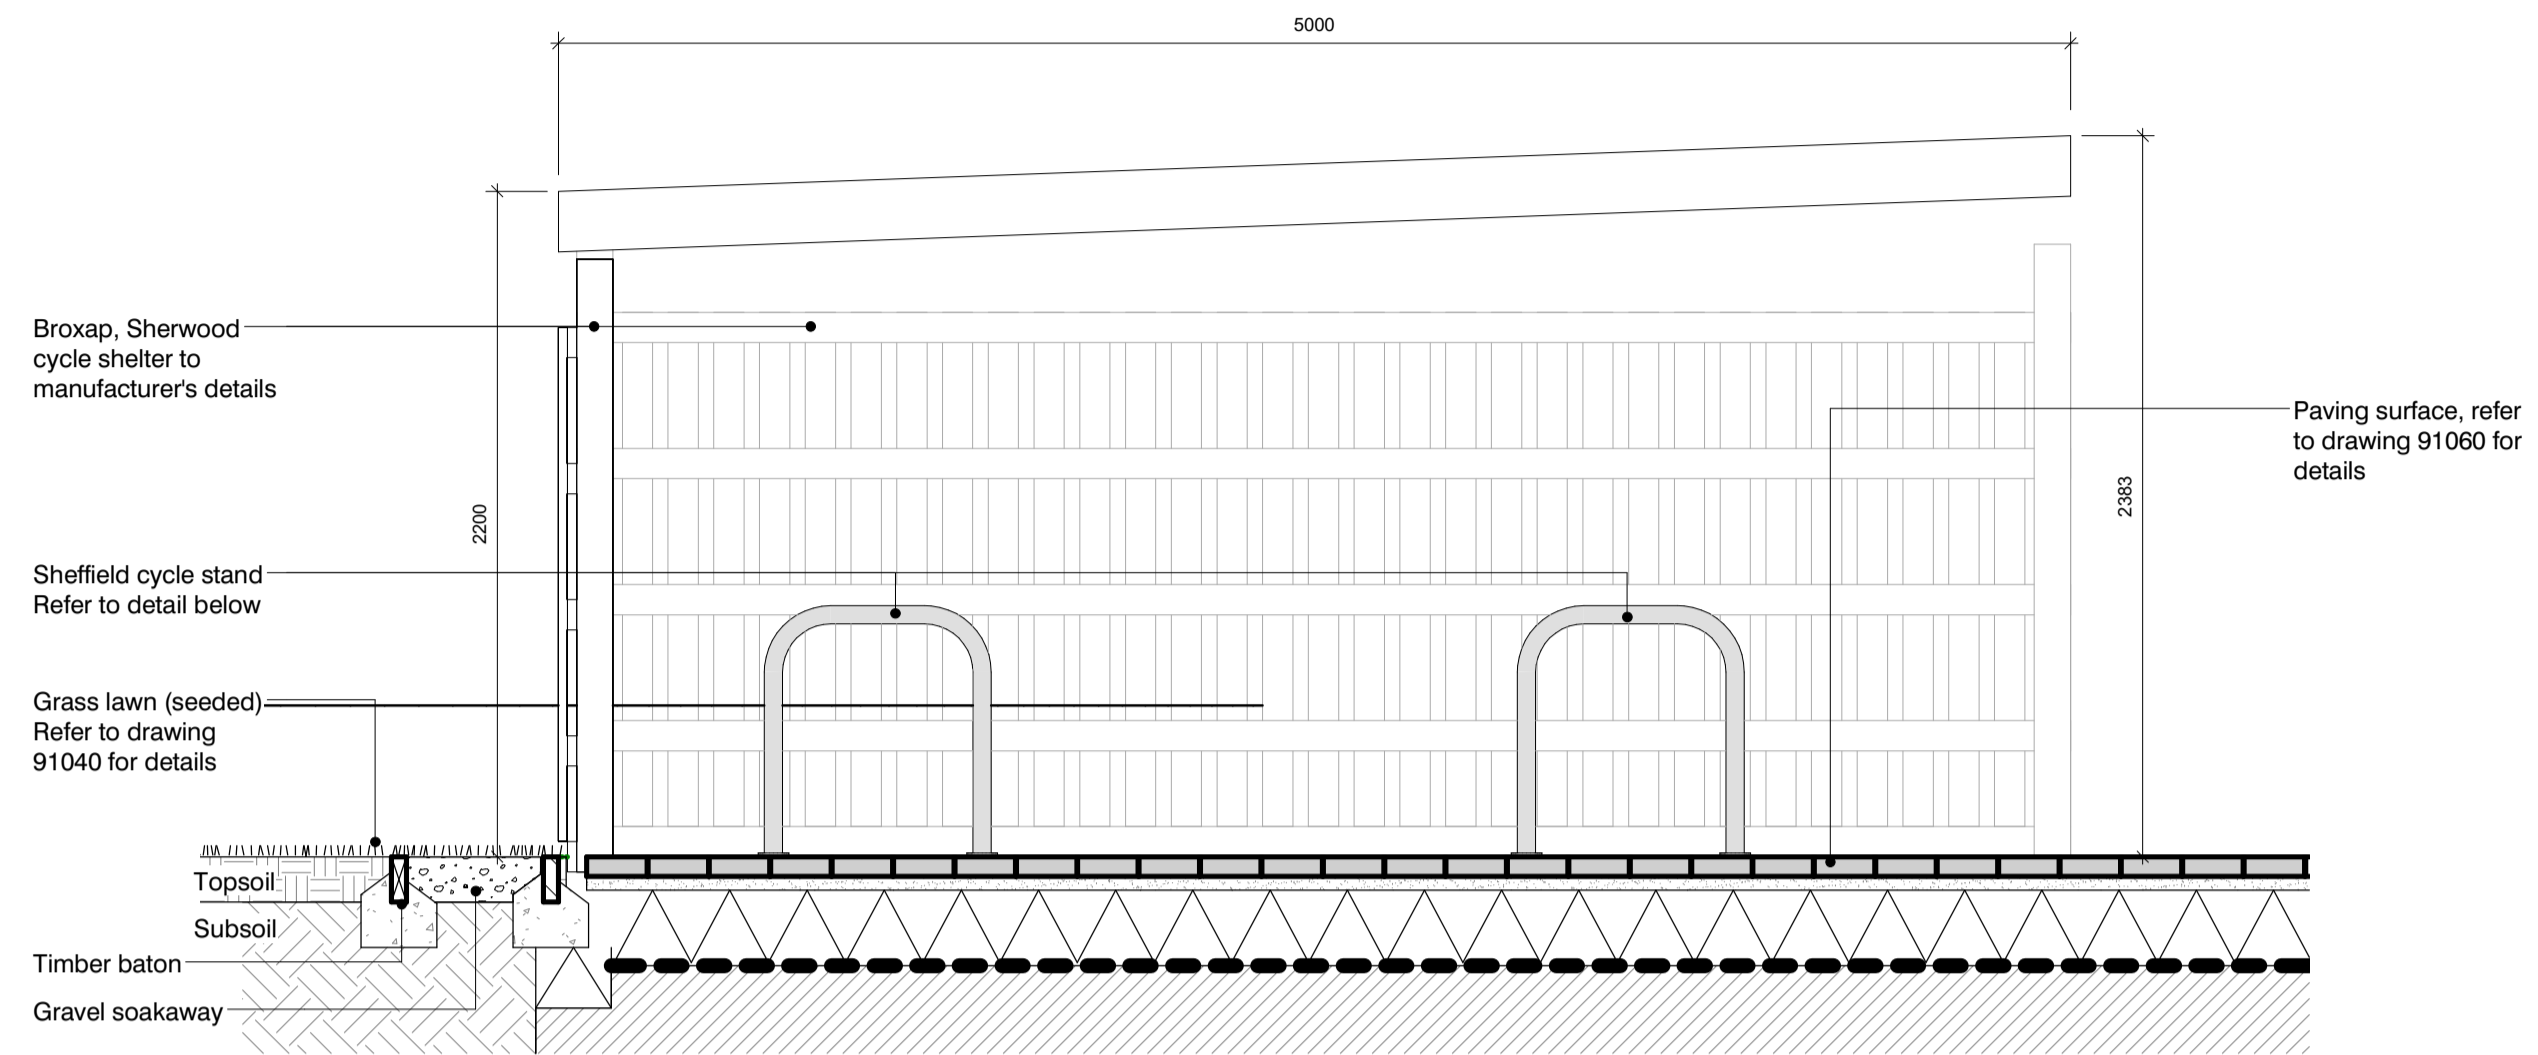 5000
Broxap, Sherwood
cycle shelter to
manufacturer's details
Paving surface, refer
to drawing 91060 for
details
2200
2383
Sheffield cycle stand
Refer to detail below
Grass lawn (seeded)
Refer to drawing
91040 for details
Topsoil
Subsoil
Timber baton
Gravel soakaway